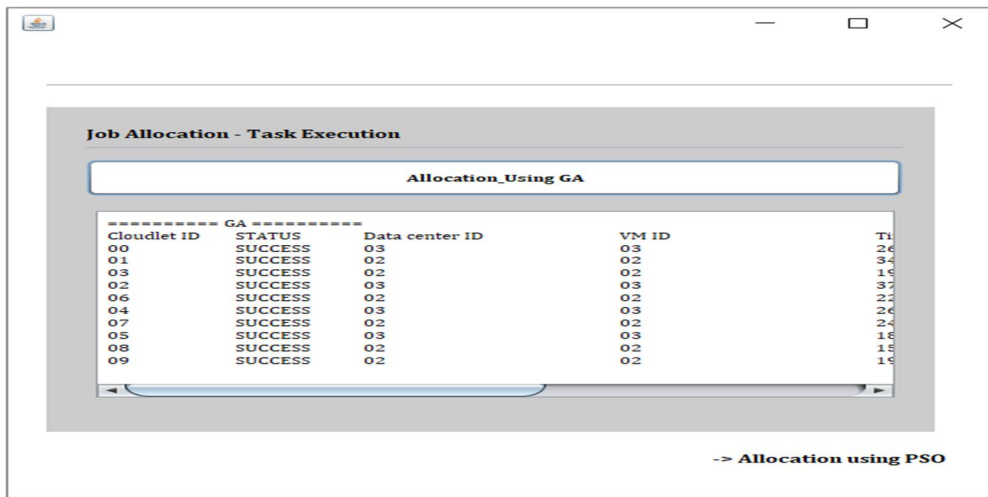 Job Allocation - Task Execution
Allocation_Using GA
========== GA ==========
Cloudlet ID STATUS Data center ID VM ID
00 SUCCESS 03 03
01 SUCCESS 02 02
03 SUCCESS 02 02
02 SUCCESS 03 03
06 SUCCESS 02 02
04 SUCCESS 03 03
07 SUCCESS 02 02
05 SUCCESS 03 03
08 SUCCESS 02 02
09 SUCCESS 02 02
-> Allocation using PSO